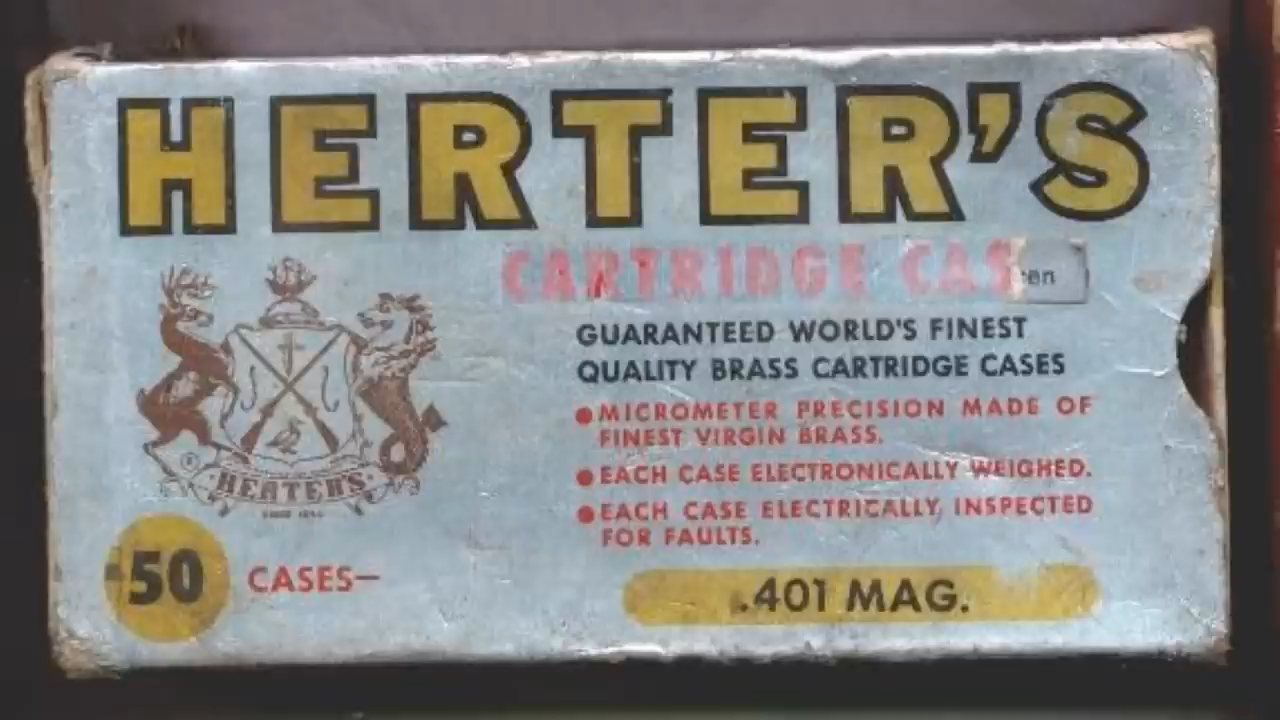 HERTER'S
CARTRIDGE CAS
GUARANTEED WORLD'S FINEST
QUALITY BRASS CARTRIDGE CASES
●MICROMETER PRECISION MADE OF
FINEST VIRGIN BRASS.
●EACH CASE ELECTRONICALLY WEIGHED.
●EACH CASE ELECTRICALLY INSPECTED
FOR FAULTS.
HERTER'S
50 CASES—
.401 MAG.